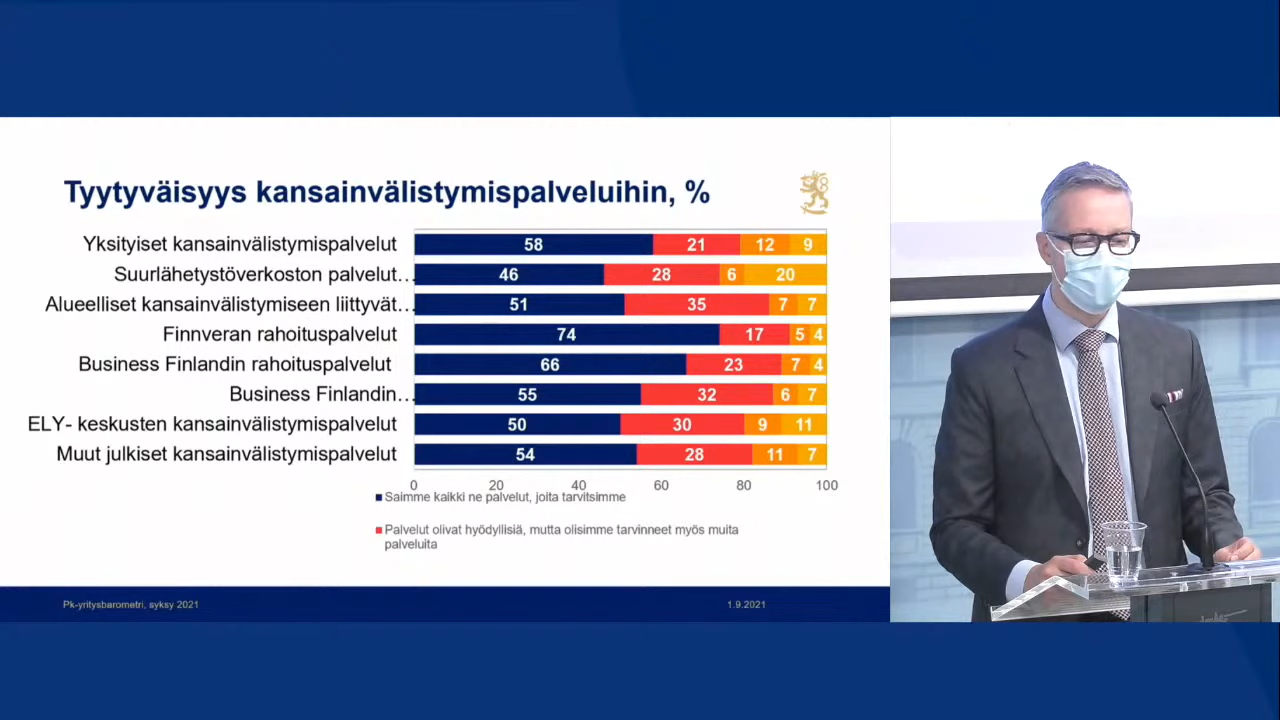 Tyytyväisyys kansainvälistymispalveluihin, %
Yksityiset kansainvälistymispalvelut 58 21 12 9
Suurlähetystöverkoston palvelut… 46 28 6 20
Alueelliset kansainvälistymiseen liittyvät… 51 35 7 7
Finnveran rahoituspalvelut 74 17 5 4
Business Finlandin rahoituspalvelut 66 23 7 4
Business Finlandin… 55 32 6 7
ELY- keskusten kansainvälistymispalvelut 50 30 9 11
Muut julkiset kansainvälistymispalvelut 54 28 11 7
0 20 40 60 80 100
Saimme kaikki ne palvelut, joita tarvitsimme
Palvelut olivat hyödyllisiä, mutta olisimme tarvinneet myös muita
palveluita
Pk-yritysbarometri, syksy 2021 1.9.2021